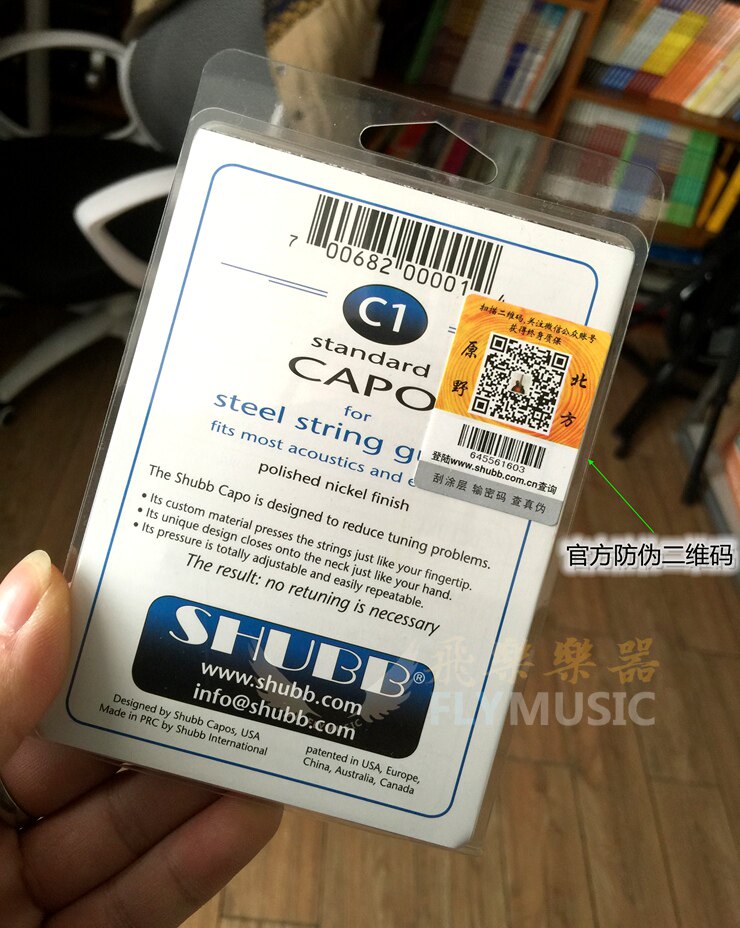 7 00682 00001 4
C1
standard
CAPO
for
steel string gu
fits most acoustics and e
polished nickel finish
The Shubb Capo is designed to reduce tuning problems.
• Its custom material presses the strings just like your fingertip.
• Its unique design closes onto the neck just like your hand.
• Its pressure is totally adjustable and easily repeatable.
The result: no retuning is necessary
SHUBB®
www.shubb.com
info@shubb.com
Designed by Shubb Capos, USA
Made in PRC by Shubb International
patented in USA, Europe,
China, Australia, Canada
扫描二维码,关注微信公众账号
获得终身质保
原野
北方
645561603
登陆www.shubb.com.cn查询
刮涂层 输密码 查真伪
官方防伪二维码
飛樂樂器
FLYMUSIC